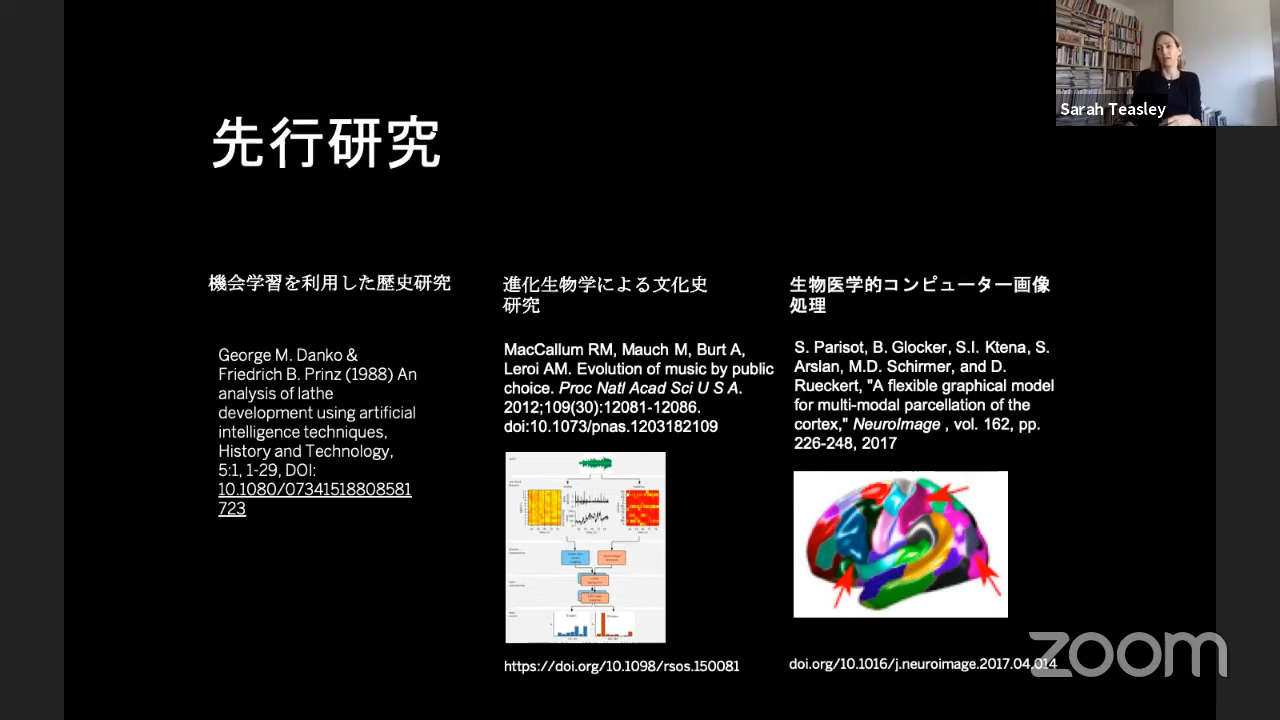 Sarah Teasley
先行研究
機会学習を利用した歴史研究
George M. Danko &
Friedrich B. Prinz (1988) An
analysis of lathe
development using artificial
intelligence techniques,
History and Technology,
5:1, 1-29, DOI:
10.1080/07341518808581
723
進化生物学による文化史
研究
MacCallum RM, Mauch M, Burt A,
Leroi AM. Evolution of music by public
choice. Proc Natl Acad Sci U S A.
2012;109(30):12081-12086.
doi:10.1073/pnas.1203182109
https://doi.org/10.1098/rsos.150081
生物医学的コンピューター画像
処理
S. Parisot, B. Glocker, S.I. Ktena, S.
Arslan, M.D. Schirmer, and D.
Rueckert, "A flexible graphical model
for multi-modal parcellation of the
cortex," NeuroImage , vol. 162, pp.
226-248, 2017
doi.org/10.1016/j.neuroimage.2017.04.014
zoom